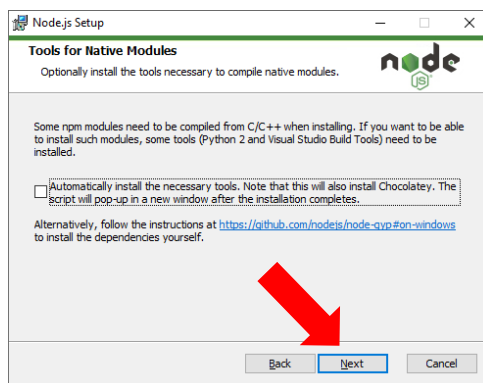 Node.js Setup
Tools for Native Modules
Optionally install the tools necessary to compile native modules.
node
JS
Some npm modules need to be compiled from C/C++ when installing. If you want to be able
to install such modules, some tools (Python 2 and Visual Studio Build Tools) need to be
installed.
Automatically install the necessary tools. Note that this will also install Chocolatey. The
script will pop-up in a new window after the installation completes.
Alternatively, follow the instructions at https://github.com/nodejs/node-gyp#on-windows
to install the dependencies yourself.
Back Next Cancel